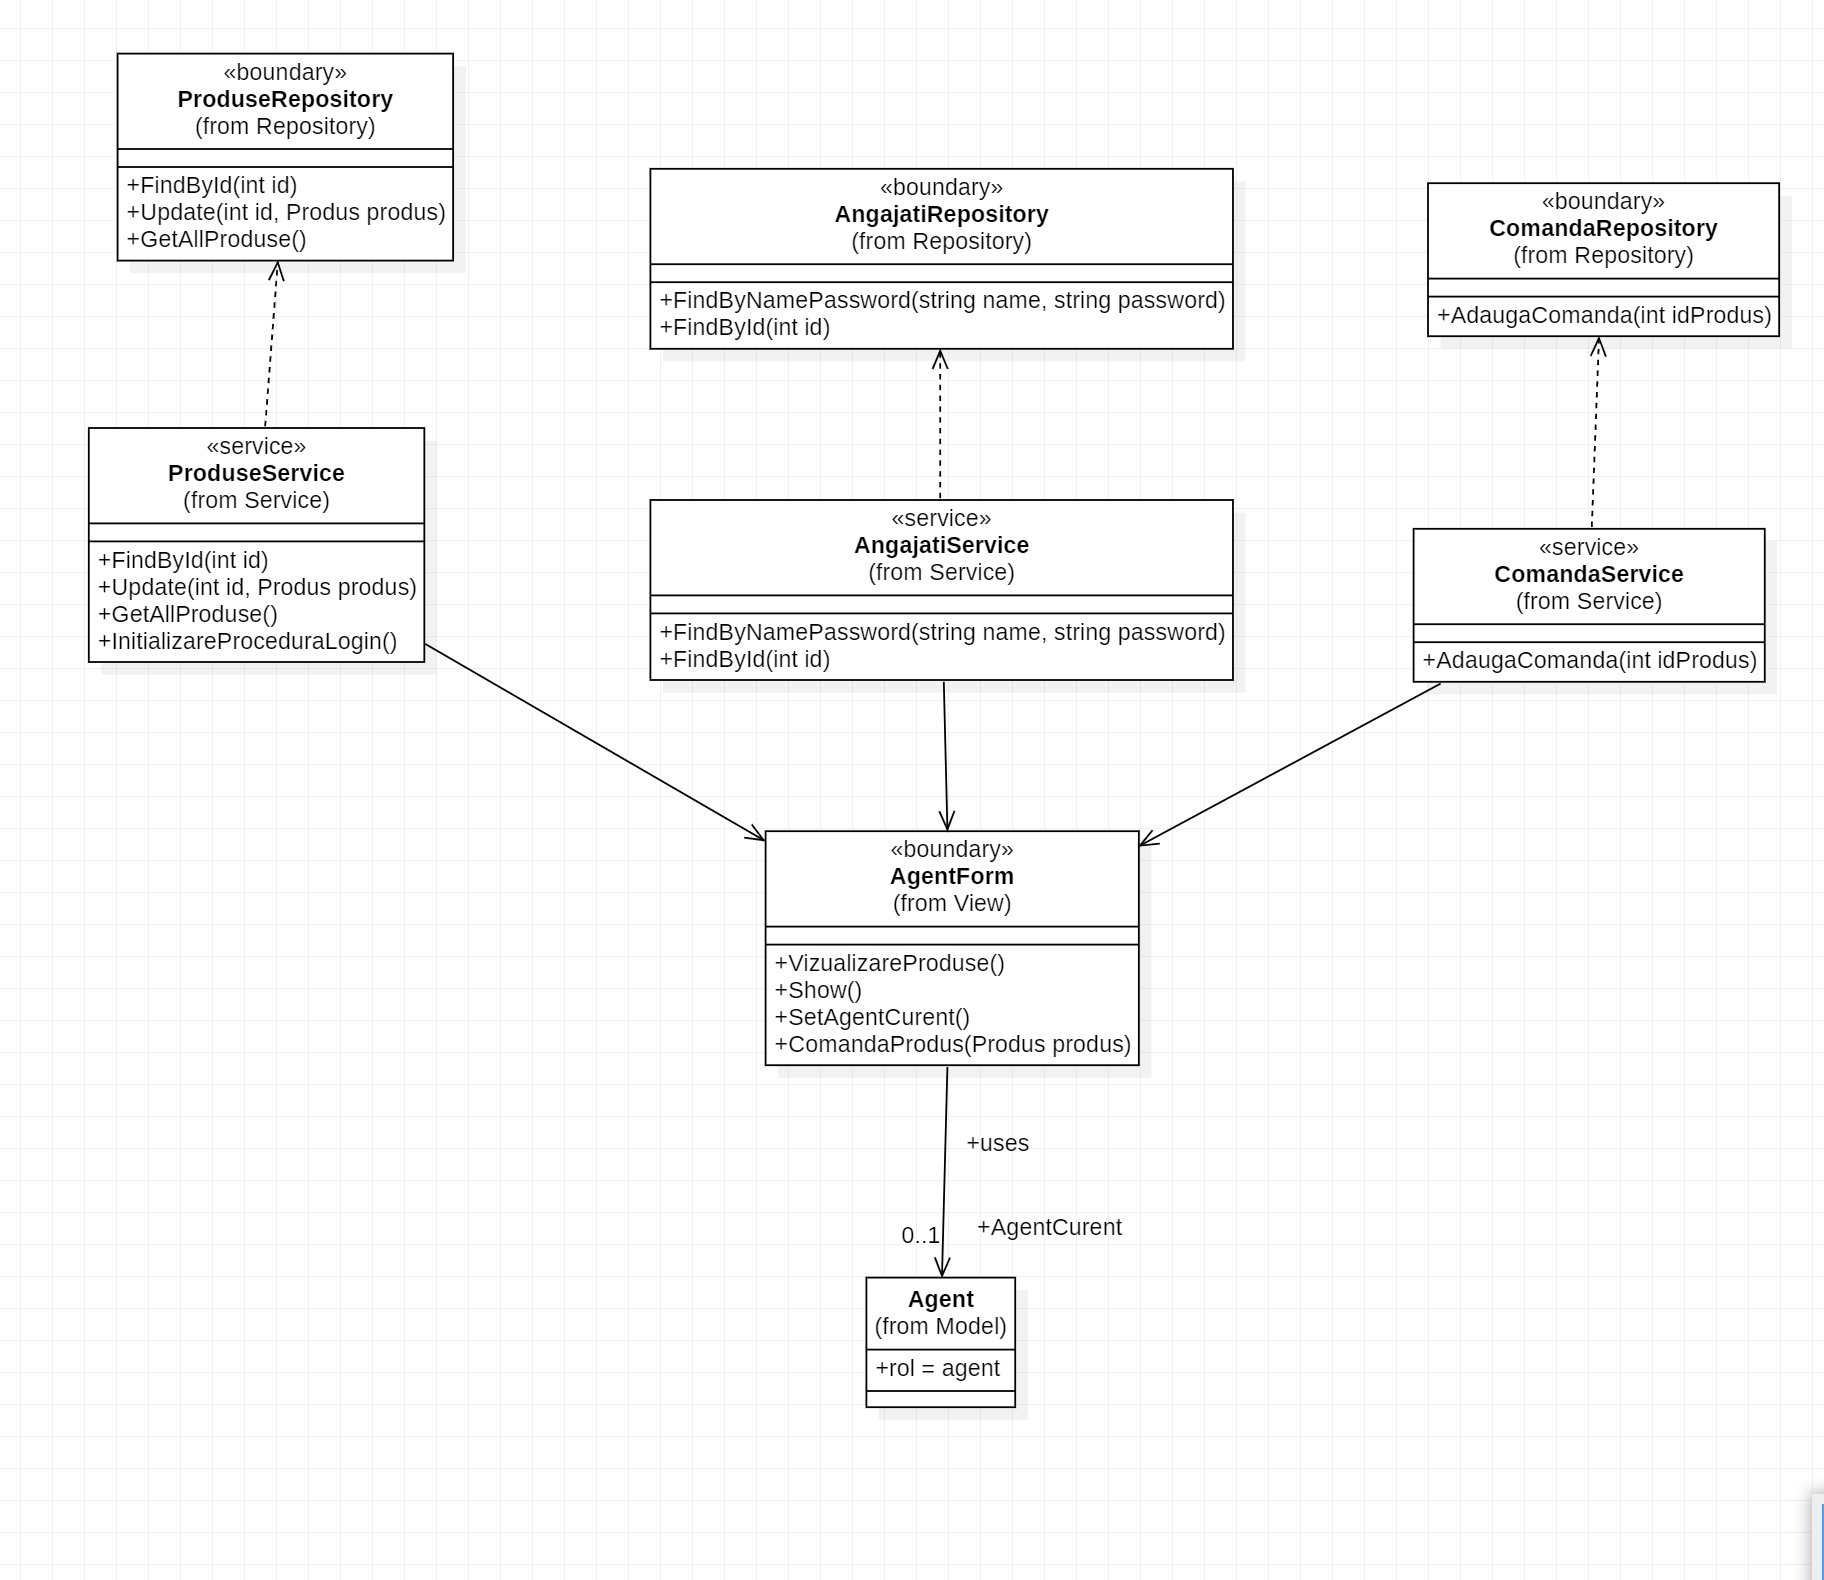 «boundary»
ProduseRepository
(from Repository)
+FindById(int id)
+Update(int id, Produs produs)
+GetAllProduse()
«boundary»
AngajatiRepository
(from Repository)
+FindByNamePassword(string name, string password)
+FindById(int id)
«boundary»
ComandaRepository
(from Repository)
+AdaugaComanda(int idProdus)
«service»
ProduseService
(from Service)
+FindById(int id)
+Update(int id, Produs produs)
+GetAllProduse()
+InitializareProceduraLogin()
«service»
AngajatiService
(from Service)
+FindByNamePassword(string name, string password)
+FindById(int id)
«service»
ComandaService
(from Service)
+AdaugaComanda(int idProdus)
«boundary»
AgentForm
(from View)
+VizualizareProduse()
+Show()
+SetAgentCurent()
+ComandaProdus(Produs produs)
+uses
0..1
+AgentCurent
Agent
(from Model)
+rol = agent